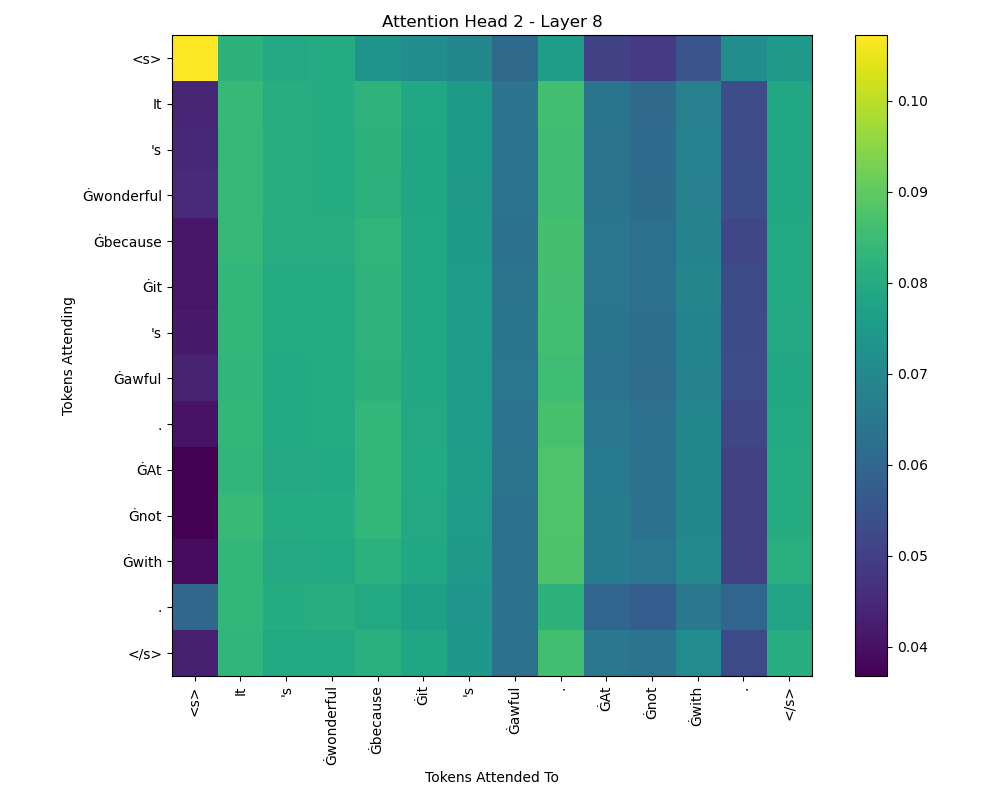 Attention Head 2 - Layer 8
<s>
It
's
Ġwonderful
Ġbecause
Ġit
's
Ġawful
.
ĠAt
Ġnot
Ġwith
.
</s>
Tokens Attending
<s>
It
's
Ġwonderful
Ġbecause
Ġit
's
Ġawful
.
ĠAt
Ġnot
Ġwith
.
</s>
Tokens Attended To
0.10
0.09
0.08
0.07
0.06
0.05
0.04